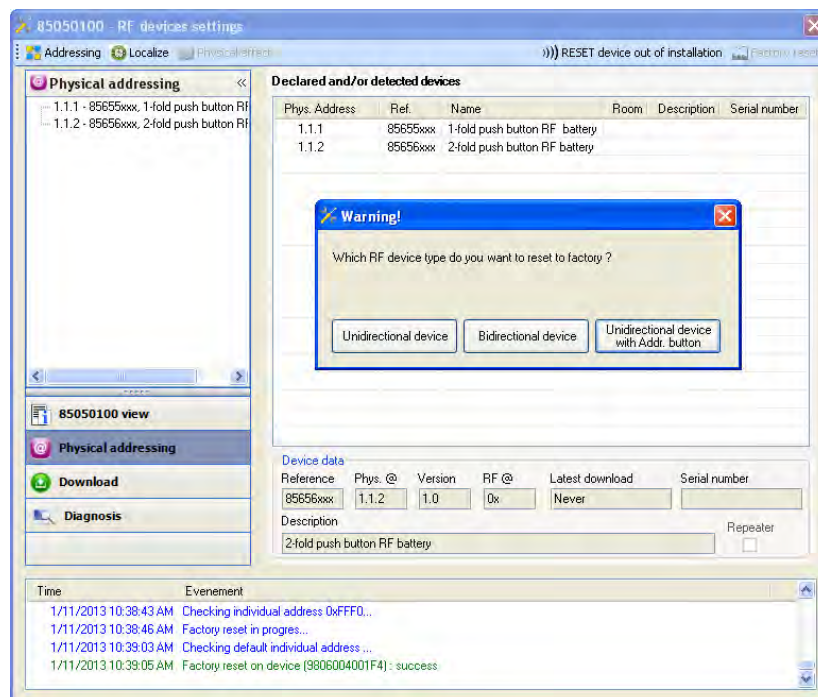 85050100 - RF devices settings
Addressing Localize Physical effect ))) RESET device out of installation Factory reset
Physical addressing «
1.1.1 - 85655xxx, 1-fold push button RF
1.1.2 - 85656xxx, 2-fold push button RF
Declared and/or detected devices
Phys. Address Ref. Name Room Description Serial number
1.1.1 85655xxx 1-fold push button RF battery
1.1.2 85656xxx 2-fold push button RF battery
Warning!
Which RF device type do you want to reset to factory ?
Unidirectional device
Bidirectional device
Unidirectional device
with Addr. button
85050100 view
Physical addressing
Download
Diagnosis
Device data
Reference Phys. @ Version RF @ Latest download Serial number
85656xxx 1.1.2 1.0 0x Never
Description
Repeater
2-fold push button RF battery
Time Evenement
1/11/2013 10:38:43 AM Checking individual address 0xFFF0...
1/11/2013 10:38:46 AM Factory reset in progres...
1/11/2013 10:39:03 AM Checking default individual address ...
1/11/2013 10:39:05 AM Factory reset on device (9806004001F4) : success